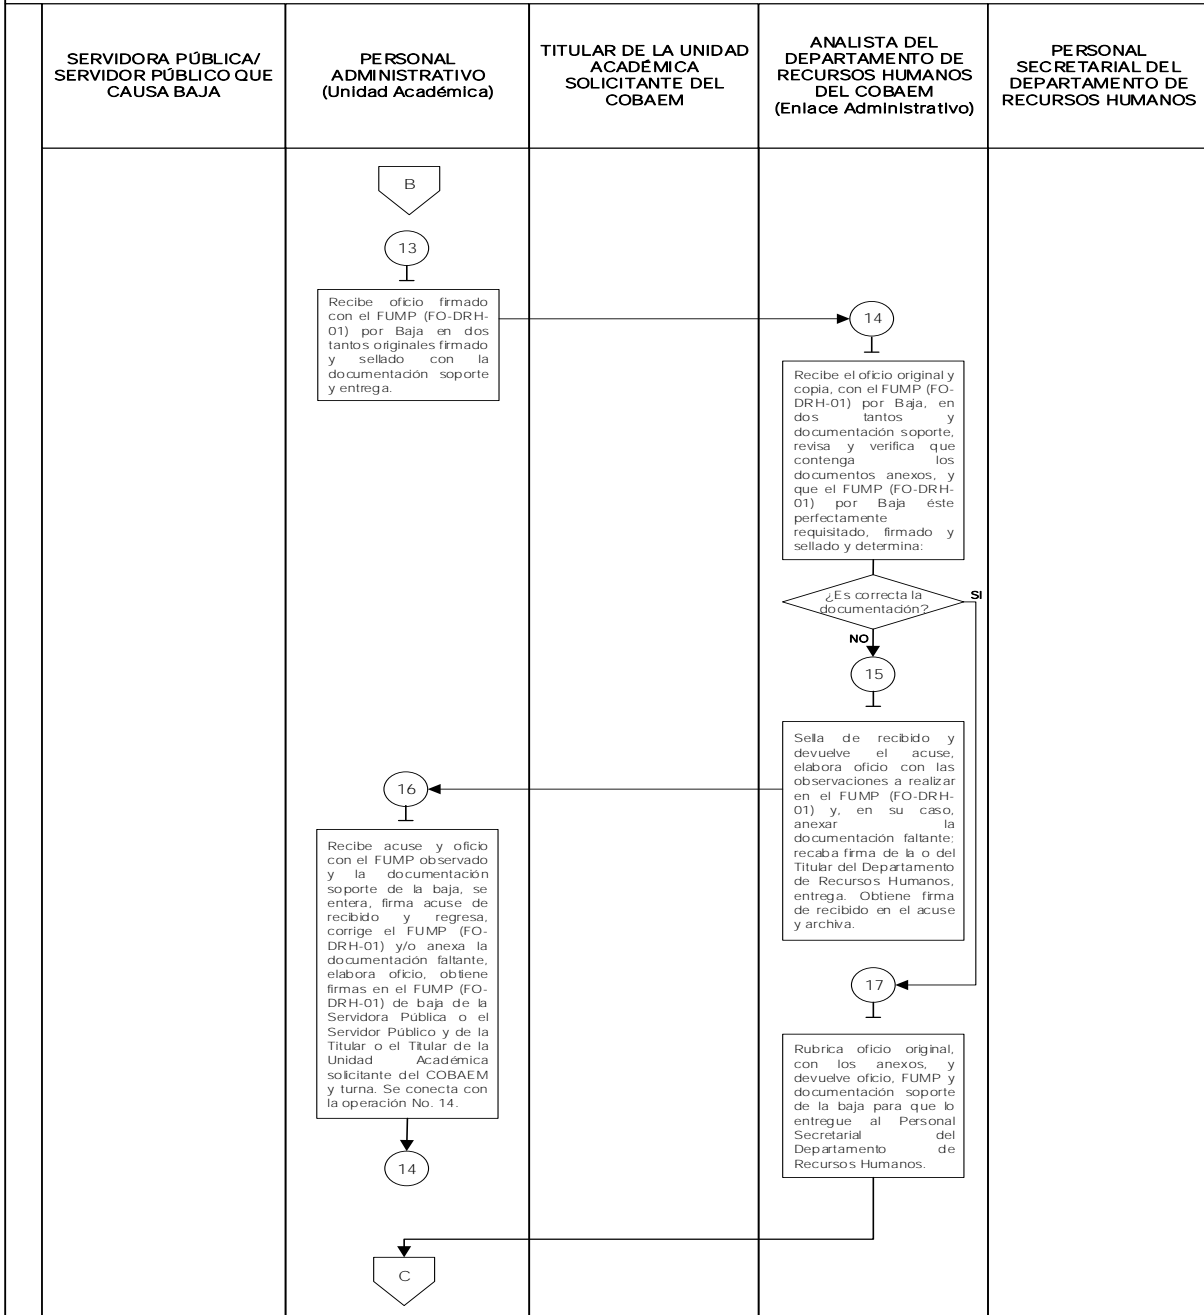 SERVIDORA PÚBLICA/
SERVIDOR PÚBLICO QUE
CAUSA BAJA
PERSONAL
ADMINISTRATIVO
(Unidad Académica)
TITULAR DE LA UNIDAD
ACADÉMICA
SOLICITANTE DEL
COBAEM
ANALISTA DEL
DEPARTAMENTO DE
RECURSOS HUMANOS
DEL COBAEM
(Enlace Administrativo)
PERSONAL
SECRETARIAL DEL
DEPARTAMENTO DE
RECURSOS HUMANOS
B
13
Recibe oficio firmado
con el FUMP (FO-DRH-
01) por Baja en dos
tantos originales firmado
y sellado con la
documentación soporte
y entrega.
14
Recibe el oficio original y
copia, con el FUMP (FO-
DRH-01) por Baja, en
dos tantos y
documentación soporte,
revisa y verifica que
contenga los
documentos anexos, y
que el FUMP (FO-DRH-
01) por Baja éste
perfectamente
requisitado, firmado y
sellado y determina:
¿Es correcta la
documentación?
SI
NO
15
Sella de recibido y
devuelve el acuse,
elabora oficio con las
observaciones a realizar
en el FUMP (FO-DRH-
01) y, en su caso,
anexar la
documentación faltante;
recaba firma de la o del
Titular del Departamento
de Recursos Humanos,
entrega. Obtiene firma
de recibido en el acuse
y archiva.
16
Recibe acuse y oficio
con el FUMP observado
y la documentación
soporte de la baja, se
entera, firma acuse de
recibido y regresa,
corrige el FUMP (FO-
DRH-01) y/o anexa la
documentación faltante,
elabora oficio, obtiene
firmas en el FUMP (FO-
DRH-01) de baja de la
Servidora Pública o el
Servidor Público y de la
Titular o el Titular de la
Unidad Académica
solicitante del COBAEM
y turna. Se conecta con
la operación No. 14.
14
17
Rubrica oficio original,
con los anexos, y
devuelve oficio, FUMP y
documentación soporte
de la baja para que lo
entregue al Personal
Secretarial del
Departamento de
Recursos Humanos.
C